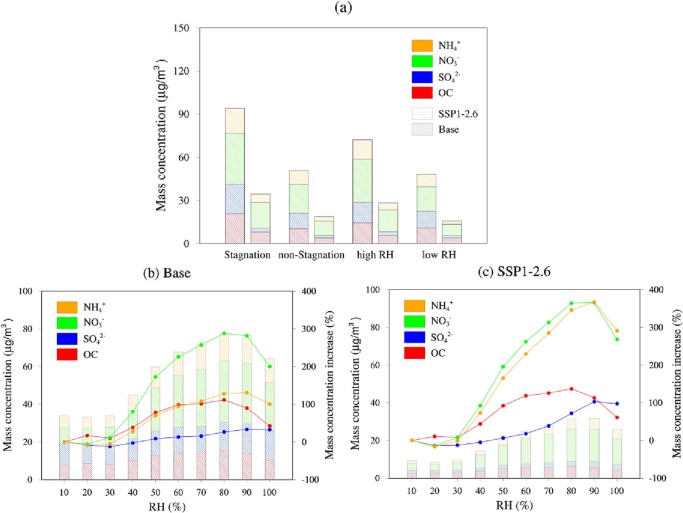 (a)
150
120
90
60
30
0
Mass concentration (μg/m³)
NH₄⁺
NO₃⁻
SO₄²⁻
OC
SSP1-2.6
Base
Stagnation non-Stagnation high RH low RH
(b) Base
100
80
60
40
20
0
Mass concentration (μg/m³)
NH₄⁺
NO₃⁻
SO₄²⁻
OC
400
300
200
100
0
-100
Mass concentration increase (%)
10 20 30 40 50 60 70 80 90 100
RH (%)
(c) SSP1-2.6
100
80
60
40
20
0
Mass concentration (μg/m³)
NH₄⁺
NO₃⁻
SO₄²⁻
OC
400
300
200
100
0
-100
Mass concentration increase (%)
10 20 30 40 50 60 70 80 90 100
RH (%)